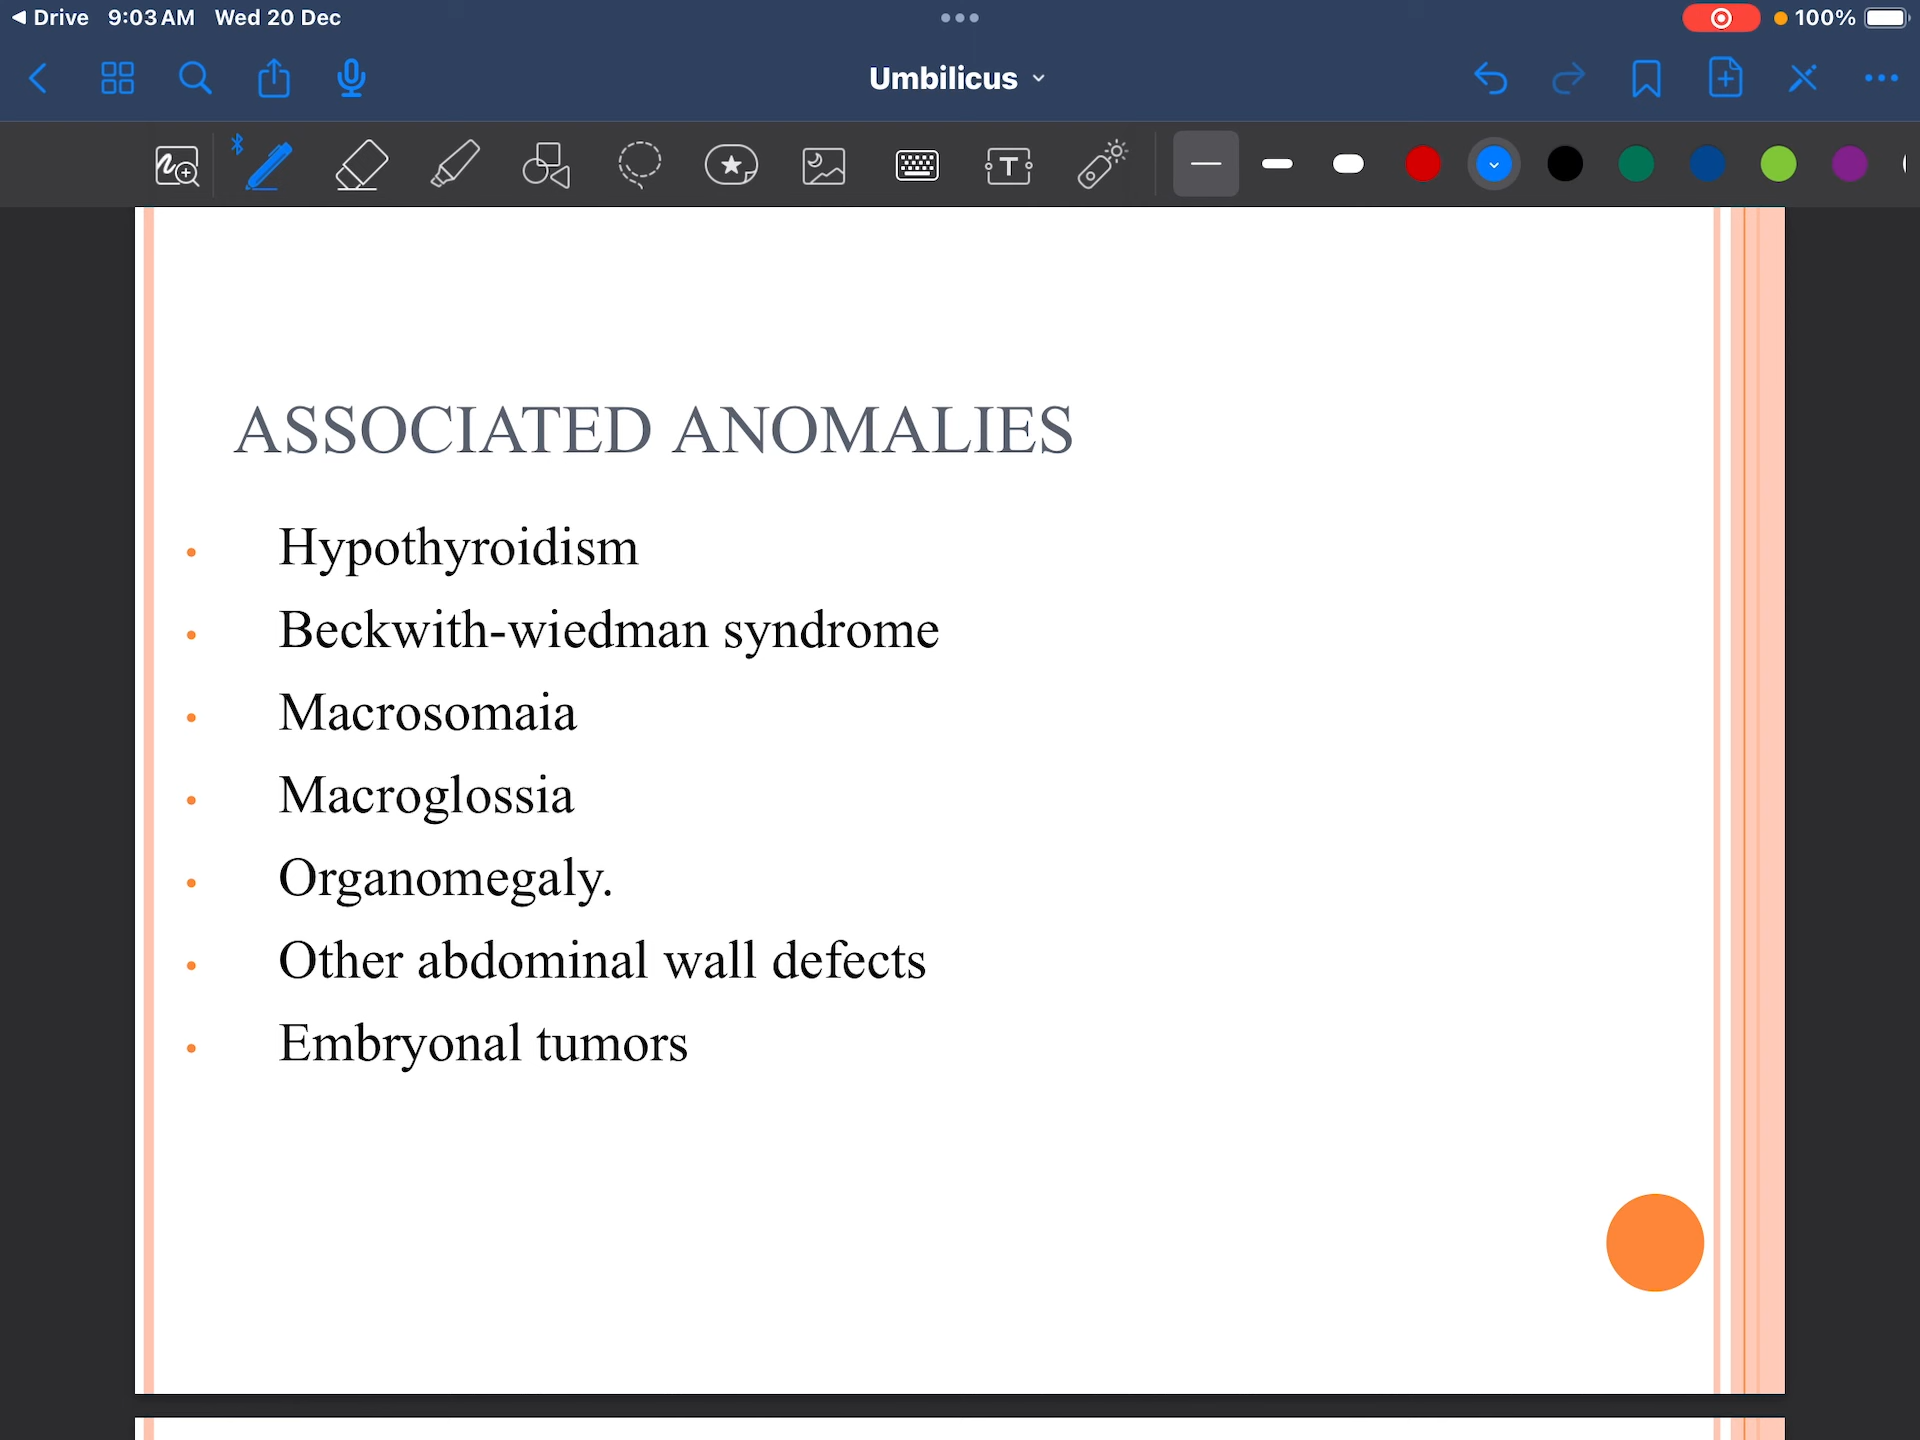 Drive 9:03 AM Wed 20 Dec
100%
Umbilicus
T
ASSOCIATED ANOMALIES
• Hypothyroidism
• Beckwith-wiedman syndrome
• Macrosomaia
• Macroglossia
• Organomegaly.
• Other abdominal wall defects
• Embryonal tumors